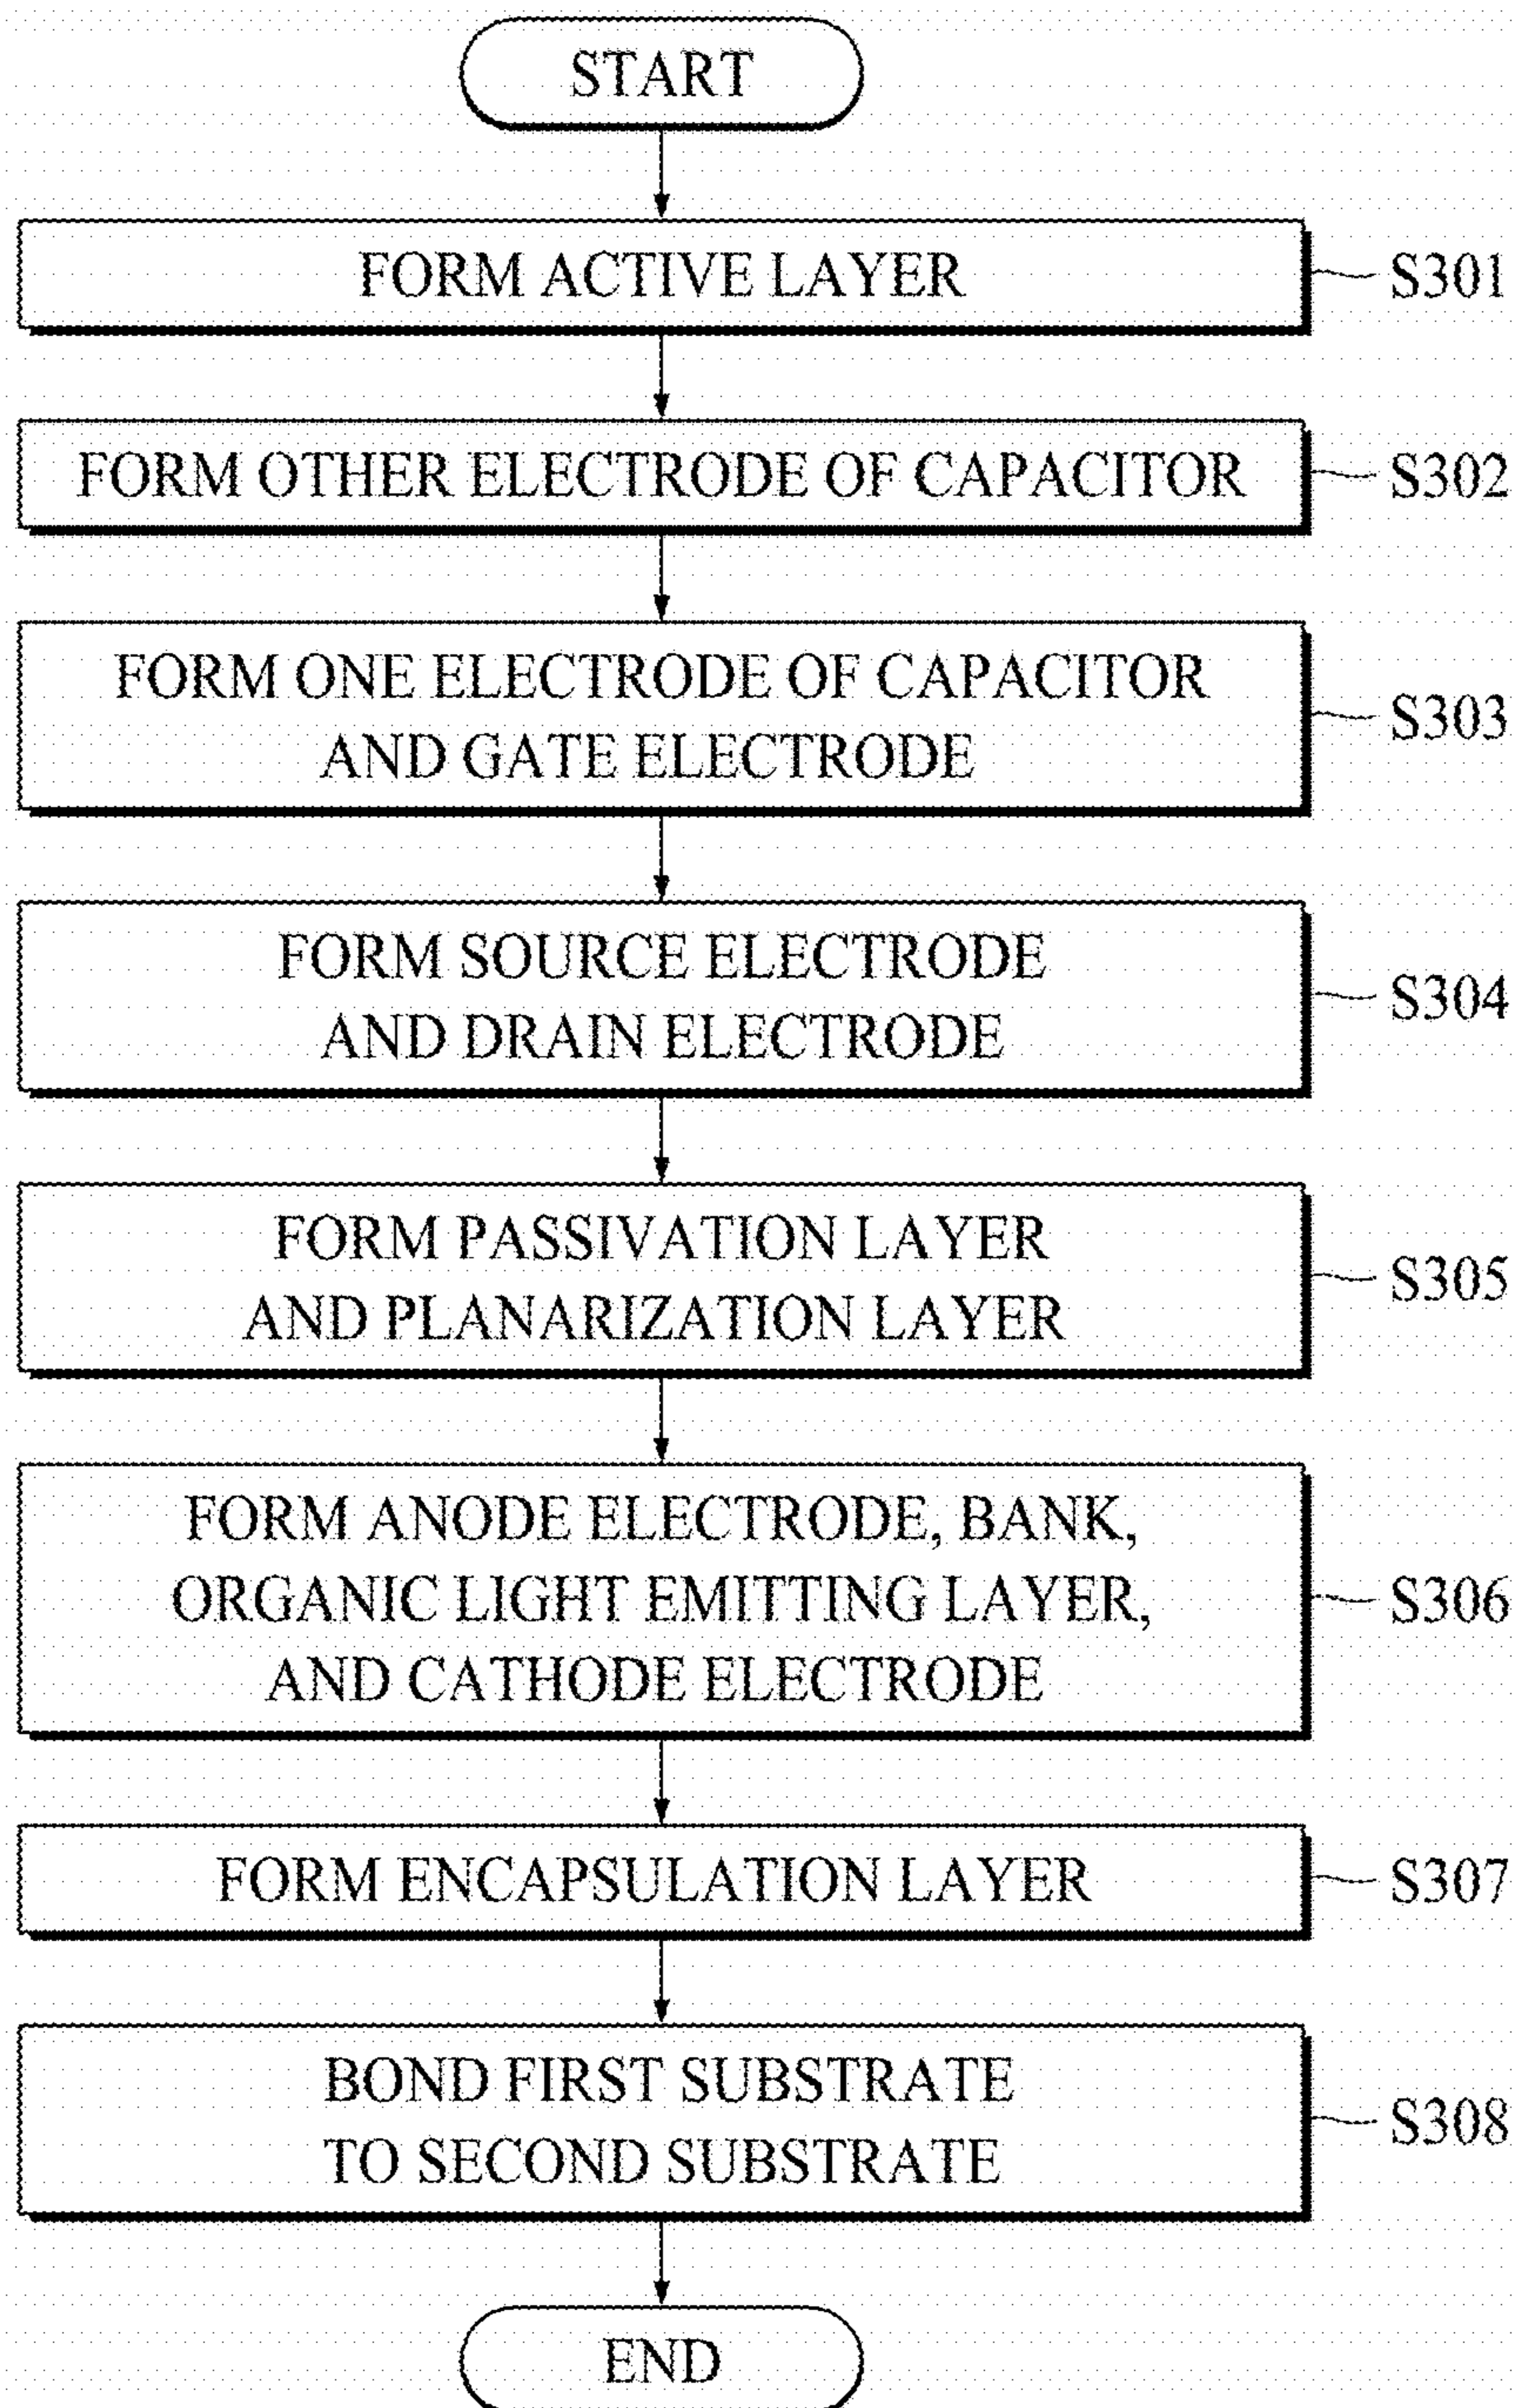 START
FORM ACTIVE LAYER
S301
FORM OTHER ELECTRODE OF CAPACITOR
S302
FORM ONE ELECTRODE OF CAPACITOR
AND GATE ELECTRODE
S303
FORM SOURCE ELECTRODE
AND DRAIN ELECTRODE
S304
FORM PASSIVATION LAYER
AND PLANARIZATION LAYER
S305
FORM ANODE ELECTRODE, BANK,
ORGANIC LIGHT EMITTING LAYER,
AND CATHODE ELECTRODE
S306
FORM ENCAPSULATION LAYER
S307
BOND FIRST SUBSTRATE
TO SECOND SUBSTRATE
S308
END